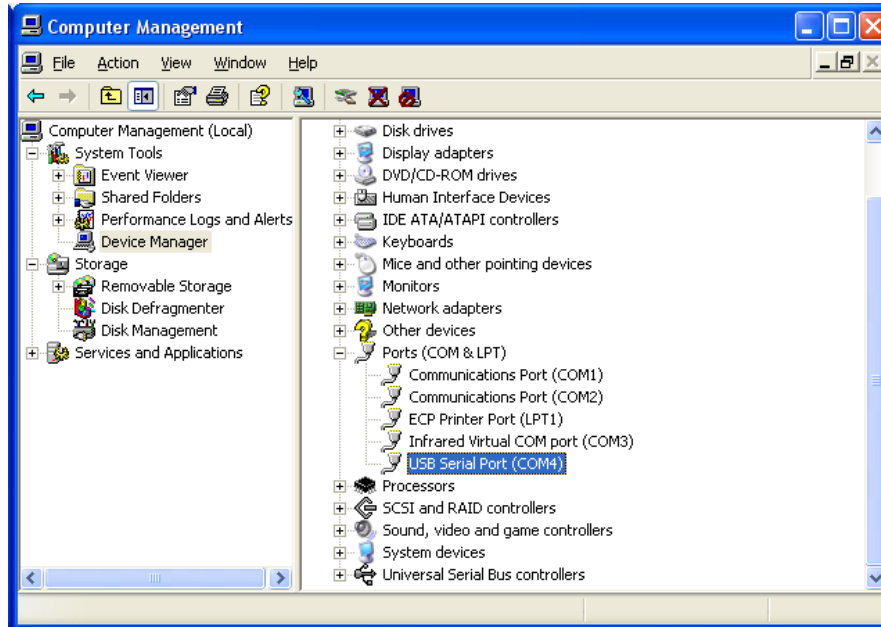 Computer Management
File Action View Window Help
Computer Management (Local)
System Tools
Event Viewer
Shared Folders
Performance Logs and Alerts
Device Manager
Storage
Removable Storage
Disk Defragmenter
Disk Management
Services and Applications
Disk drives
Display adapters
DVD/CD-ROM drives
Human Interface Devices
IDE ATA/ATAPI controllers
Keyboards
Mice and other pointing devices
Monitors
Network adapters
Other devices
Ports (COM & LPT)
Communications Port (COM1)
Communications Port (COM2)
ECP Printer Port (LPT1)
Infrared Virtual COM port (COM3)
USB Serial Port (COM4)
Processors
SCSI and RAID controllers
Sound, video and game controllers
System devices
Universal Serial Bus controllers